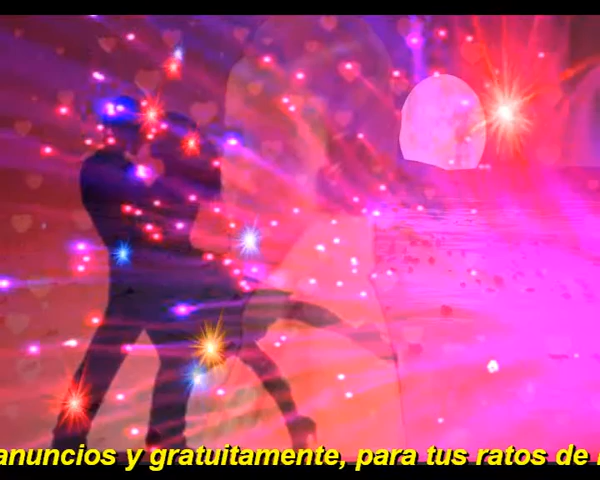 anuncios y gratuitamente, para tus ratos de